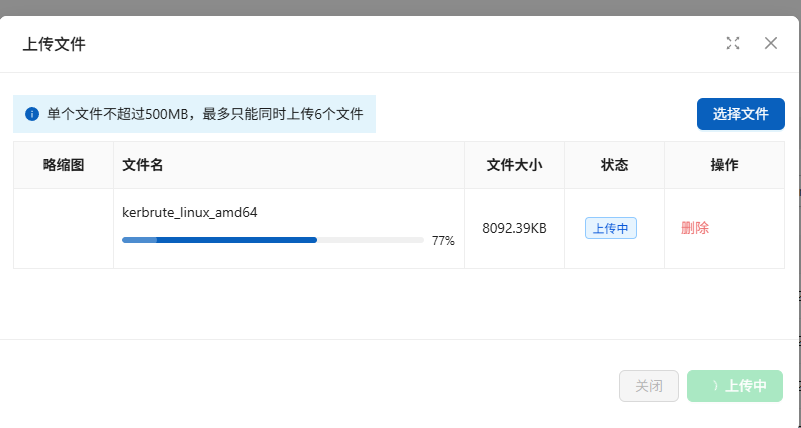 上传文件
单个文件不超过500MB，最多只能同时上传6个文件
选择文件
略缩图 文件名 文件大小 状态 操作
kerbrute_linux_amd64
77%
8092.39KB
上传中
删除
关闭
上传中